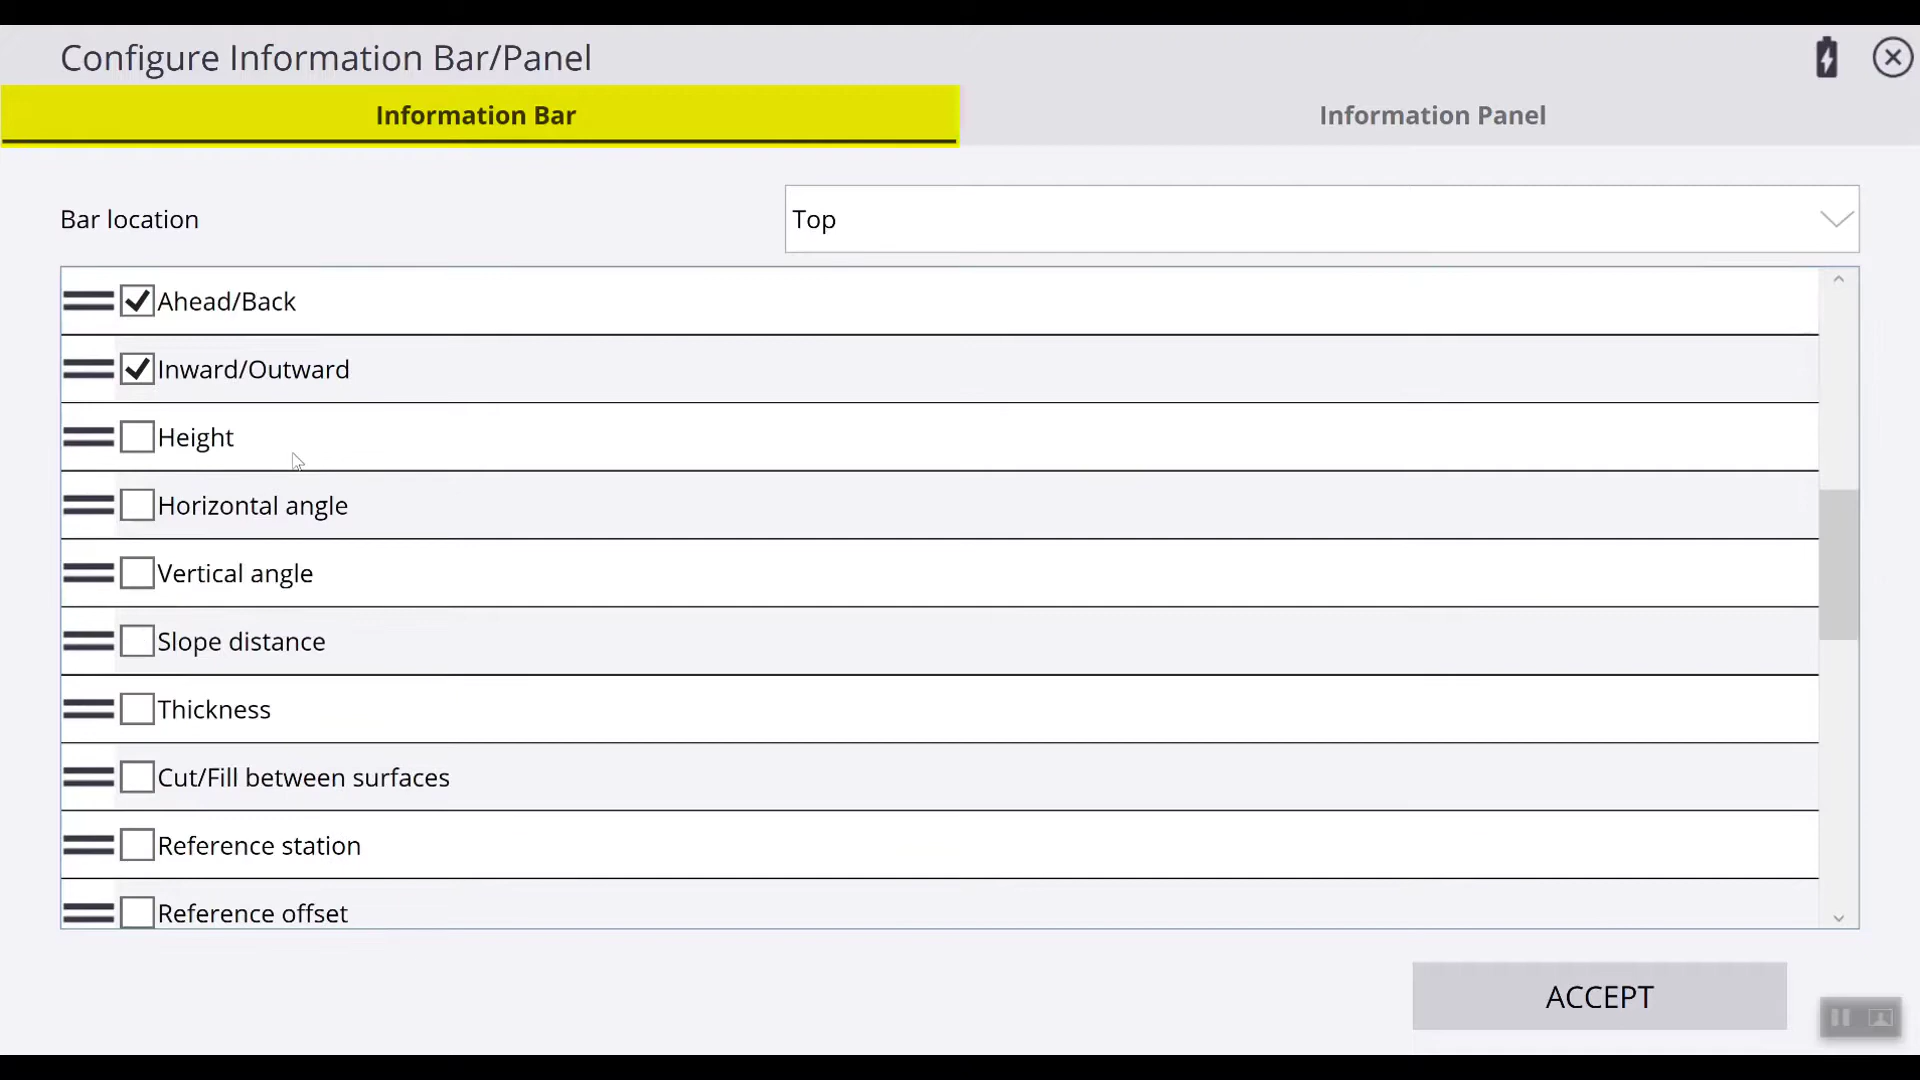 Configure Information Bar/Panel
Information Bar
Information Panel
Bar location
Top
Ahead/Back
Inward/Outward
Height
Horizontal angle
Vertical angle
Slope distance
Thickness
Cut/Fill between surfaces
Reference station
Reference offset
ACCEPT